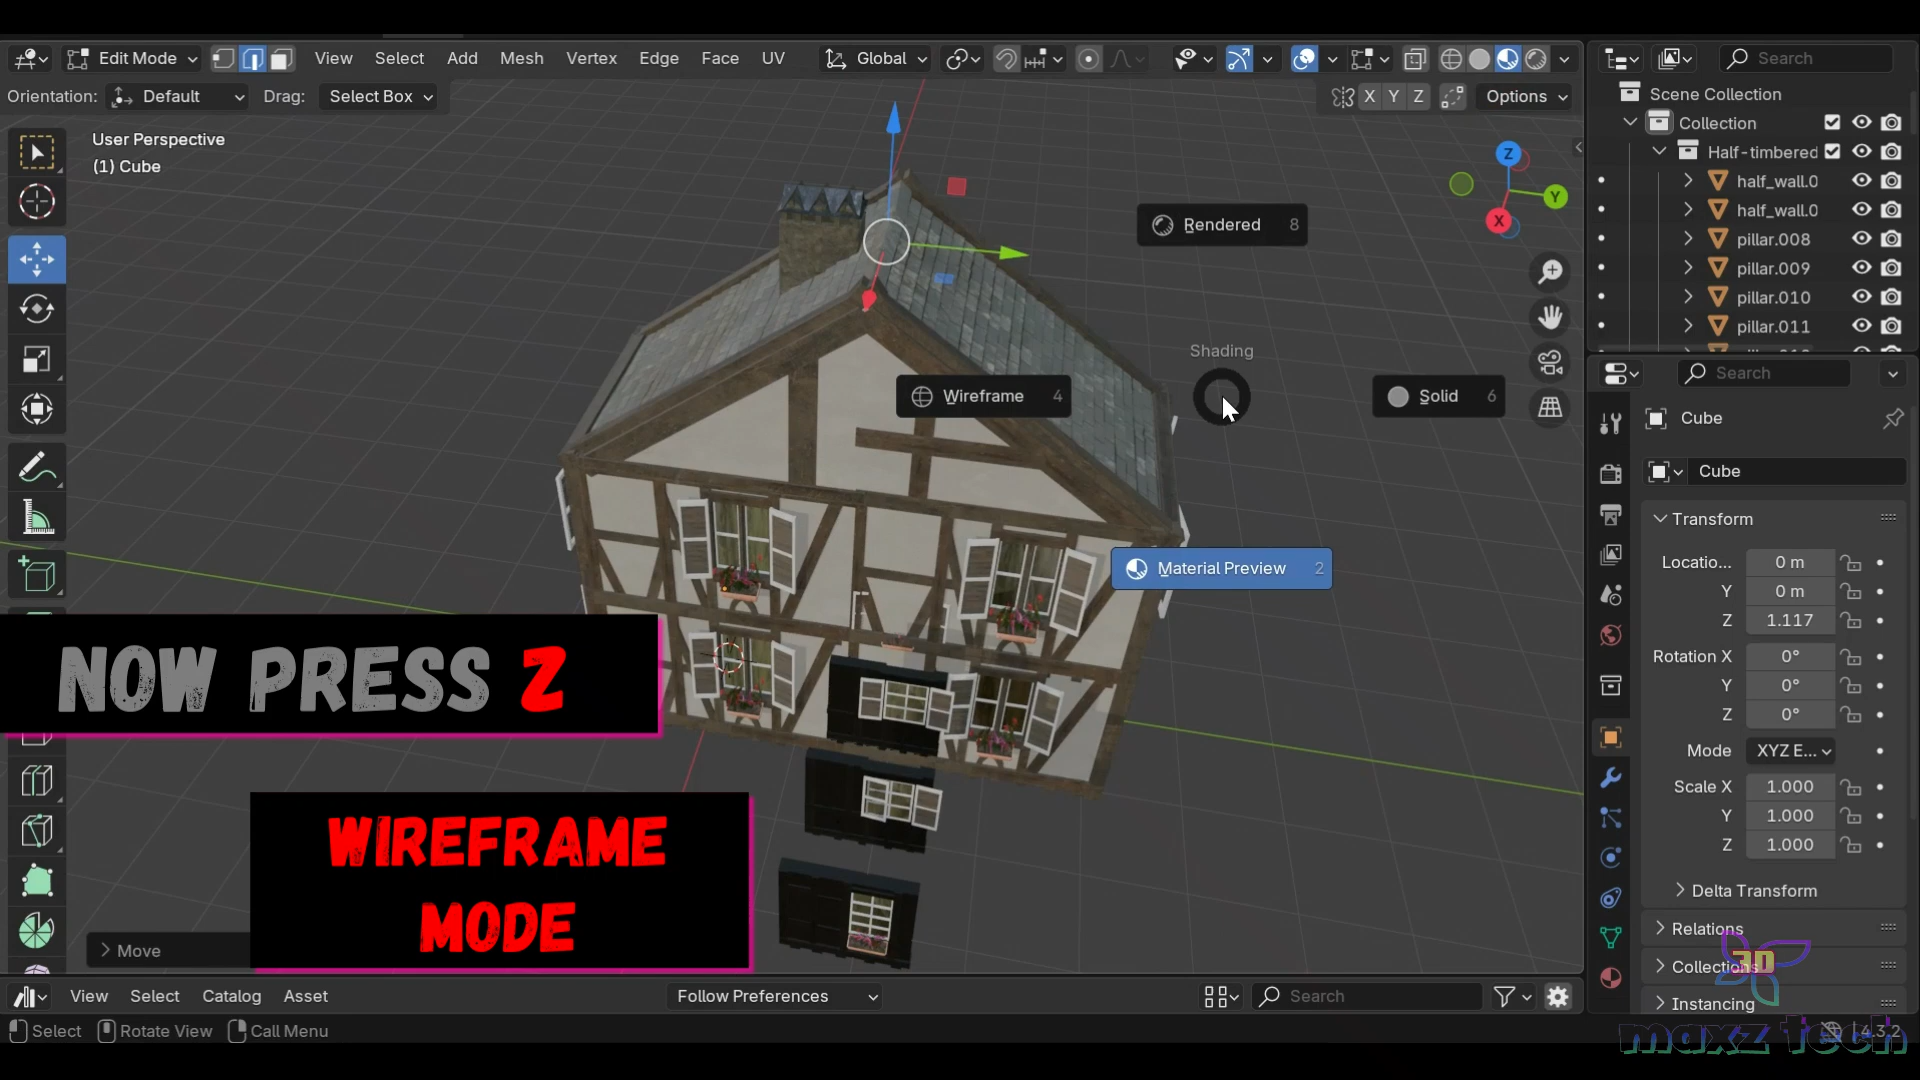 Edit Mode View Select Add Mesh Vertex Edge Face UV Global
Search
Orientation: Default Drag: Select Box
X Y Z Options
User Perspective
(1) Cube
Scene Collection
Collection
Half-timbered
half_wall.0
half_wall.0
pillar.008
pillar.009
pillar.010
pillar.011
Z
Y
X
Rendered 8
Shading
Wireframe 4
Solid 6
Material Preview 2
Search
Cube
Cube
Transform
Locatio... 0 m
Y 0 m
Z 1.117
Rotation X 0°
Y 0°
Z 0°
Mode XYZ E...
Scale X 1.000
Y 1.000
Z 1.000
Delta Transform
Relations
Collections
Instancing
NOW PRESS Z
WIREFRAME
MODE
Move
View Select Catalog Asset Follow Preferences Search
Select Rotate View Call Menu
4.3.2
3D
maxz tech